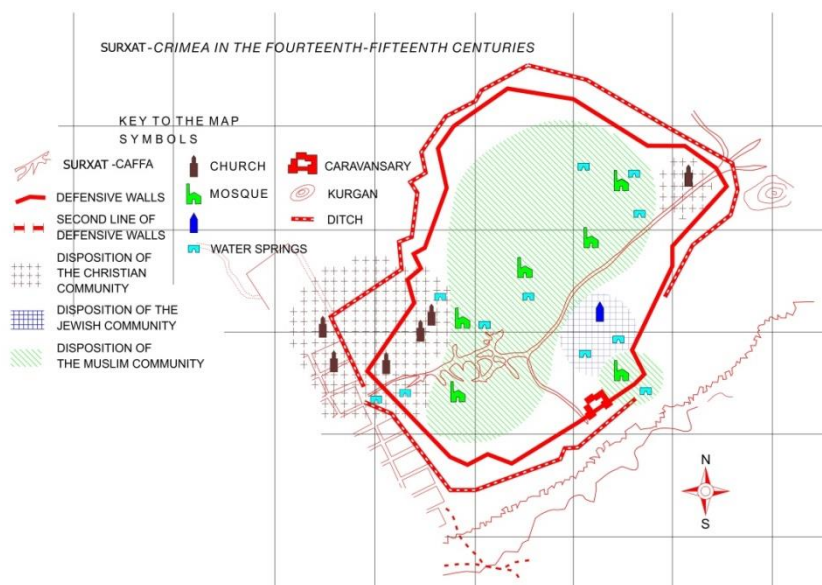 SURXAT-CRIMEA IN THE FOURTEENTH-FIFTEENTH CENTURIES
KEY TO THE MAP
SYMBOLS
SURXAT -CAFFA
DEFENSIVE WALLS
SECOND LINE OF
DEFENSIVE WALLS
DISPOSITION OF
THE CHRISTIAN
COMMUNITY
DISPOSITION OF THE
JEWISH COMMUNITY
DISPOSITION OF
THE MUSLIM COMMUNITY
CHURCH
MOSQUE
WATER SPRINGS
CARAVANSARY
KURGAN
DITCH
N
S